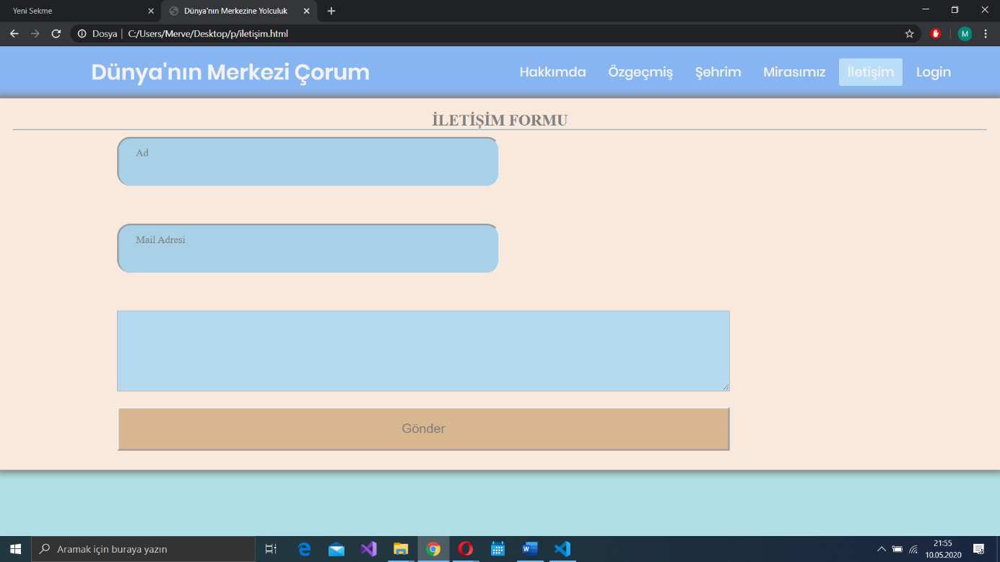 Yeni Sekme
Dünya'nın Merkezine Yolculuk
Dosya
C:/Users/Merve/Desktop/p/iletişim.html
M
Dünya'nın Merkezi Çorum
Hakkımda
Özgeçmiş
Şehrim
Mirasımız
İletişim
Login
İLETİŞİM FORMU
Ad
Mail Adresi
Gönder
Aramak için buraya yazın
21:55
10.05.2020